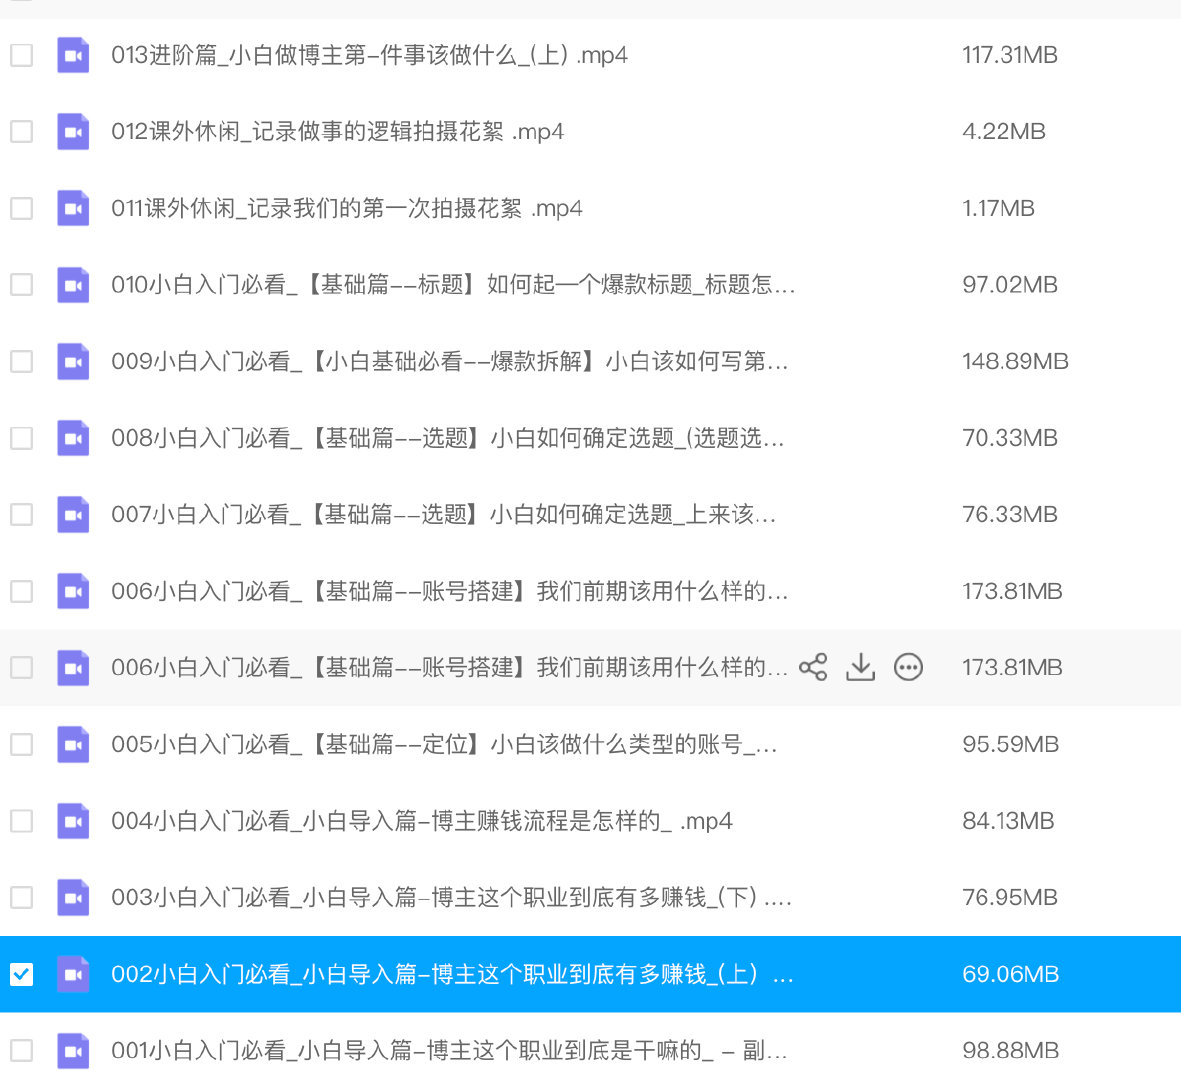 013进阶篇_小白做博主第-件事该做什么_(上) .mp4 117.31MB
012课外休闲_记录做事的逻辑拍摄花絮 .mp4 4.22MB
011课外休闲_记录我们的第一次拍摄花絮 .mp4 1.17MB
010小白入门必看_【基础篇--标题】如何起一个爆款标题_标题怎... 97.02MB
009小白入门必看_【小白基础必看--爆款拆解】小白该如何写第... 148.89MB
008小白入门必看_【基础篇--选题】小白如何确定选题_(选题选... 70.33MB
007小白入门必看_【基础篇--选题】小白如何确定选题_上来该... 76.33MB
006小白入门必看_【基础篇--账号搭建】我们前期该用什么样的... 173.81MB
006小白入门必看_【基础篇--账号搭建】我们前期该用什么样的... 173.81MB
005小白入门必看_【基础篇--定位】小白该做什么类型的账号_... 95.59MB
004小白入门必看_小白导入篇-博主赚钱流程是怎样的_ .mp4 84.13MB
003小白入门必看_小白导入篇-博主这个职业到底有多赚钱_(下) .... 76.95MB
002小白入门必看_小白导入篇-博主这个职业到底有多赚钱_(上) ... 69.06MB
001小白入门必看_小白导入篇-博主这个职业到底是干嘛的_ - 副... 98.88MB